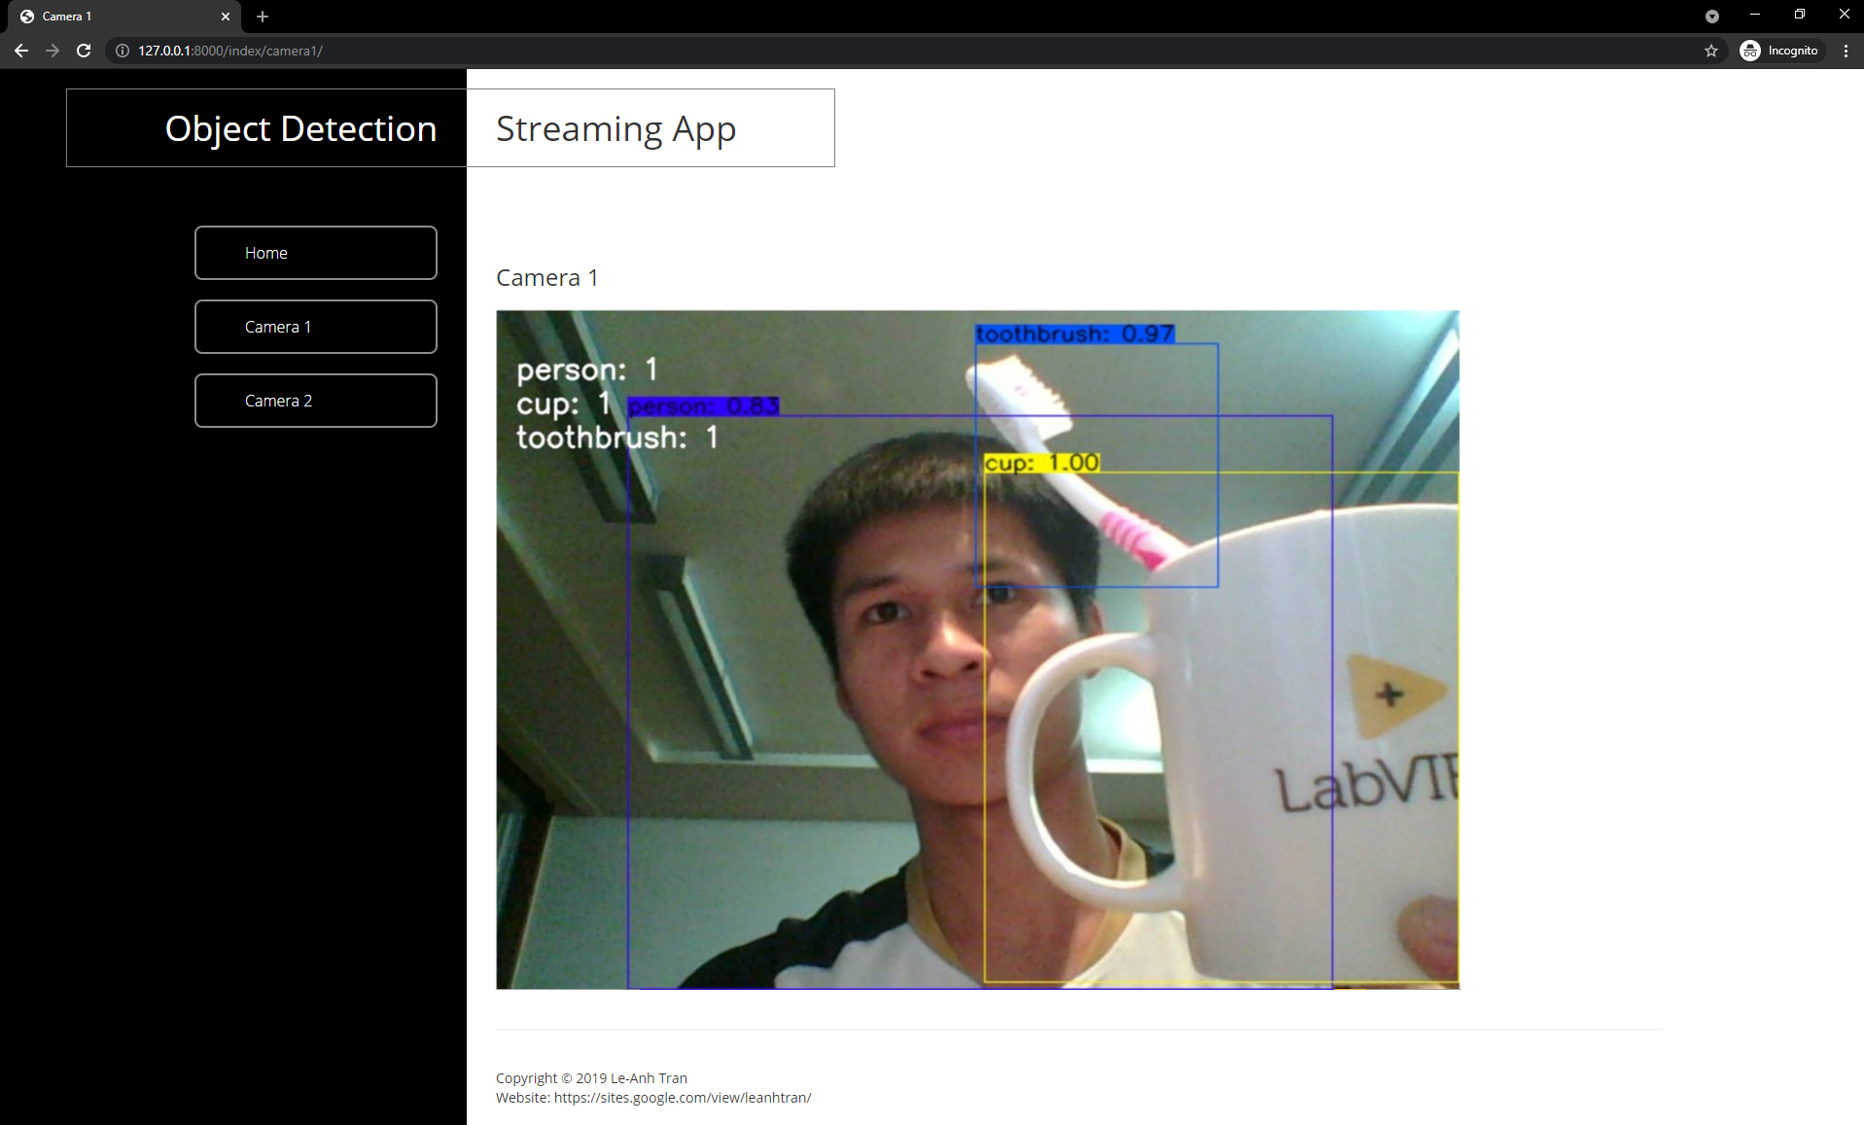 Camera 1
127.0.0.1:8000/index/camera1/
Incognito
Object Detection Streaming App
Home
Camera 1
Camera 2
Camera 1
toothbrush: 0.97
person: 1
cup: 1
person: 0.83
toothbrush: 1
cup: 1.00
+
LabVIE
Copyright © 2019 Le-Anh Tran
Website: https://sites.google.com/view/leanhtran/